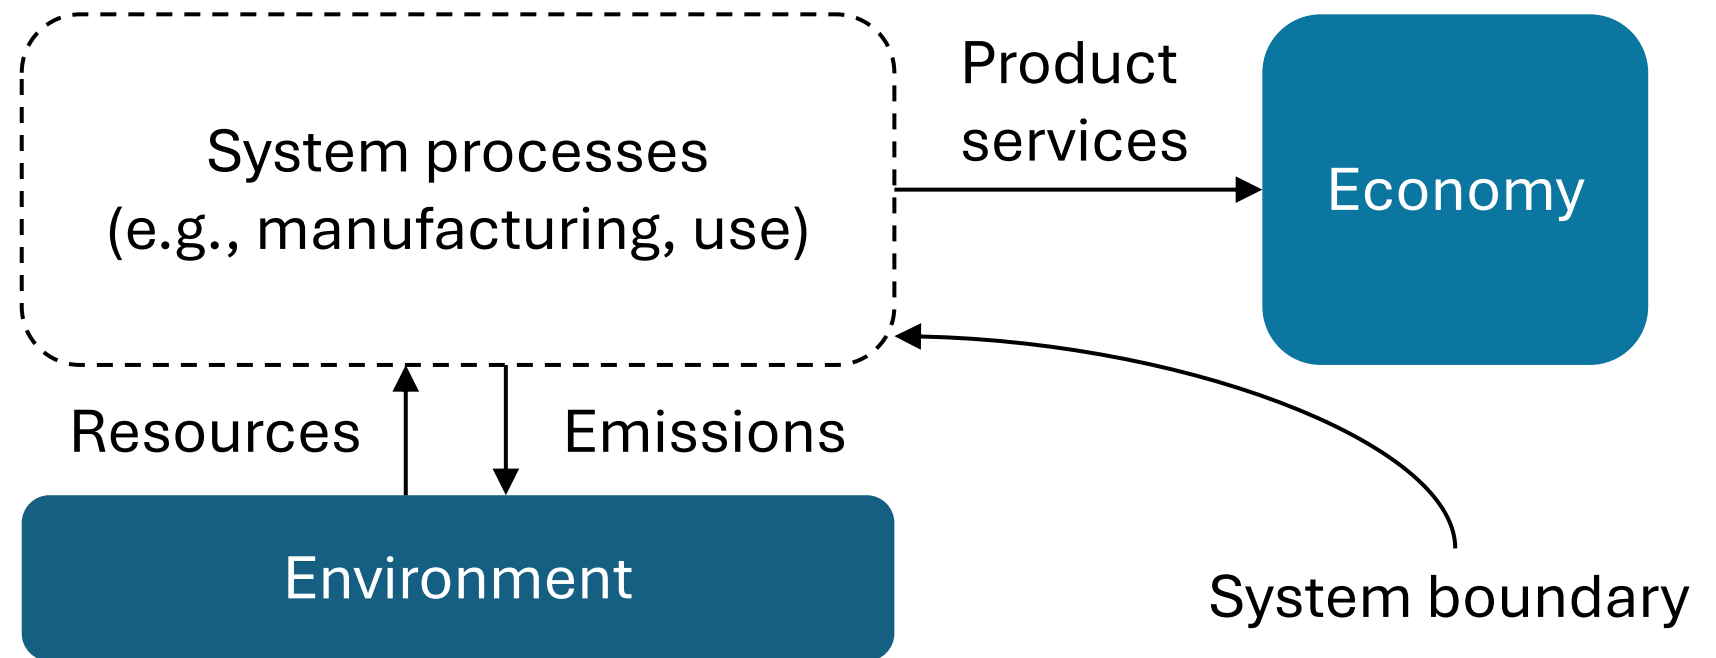 System processes
(e.g., manufacturing, use)
Product
services
Economy
Resources
Emissions
Environment
System boundary